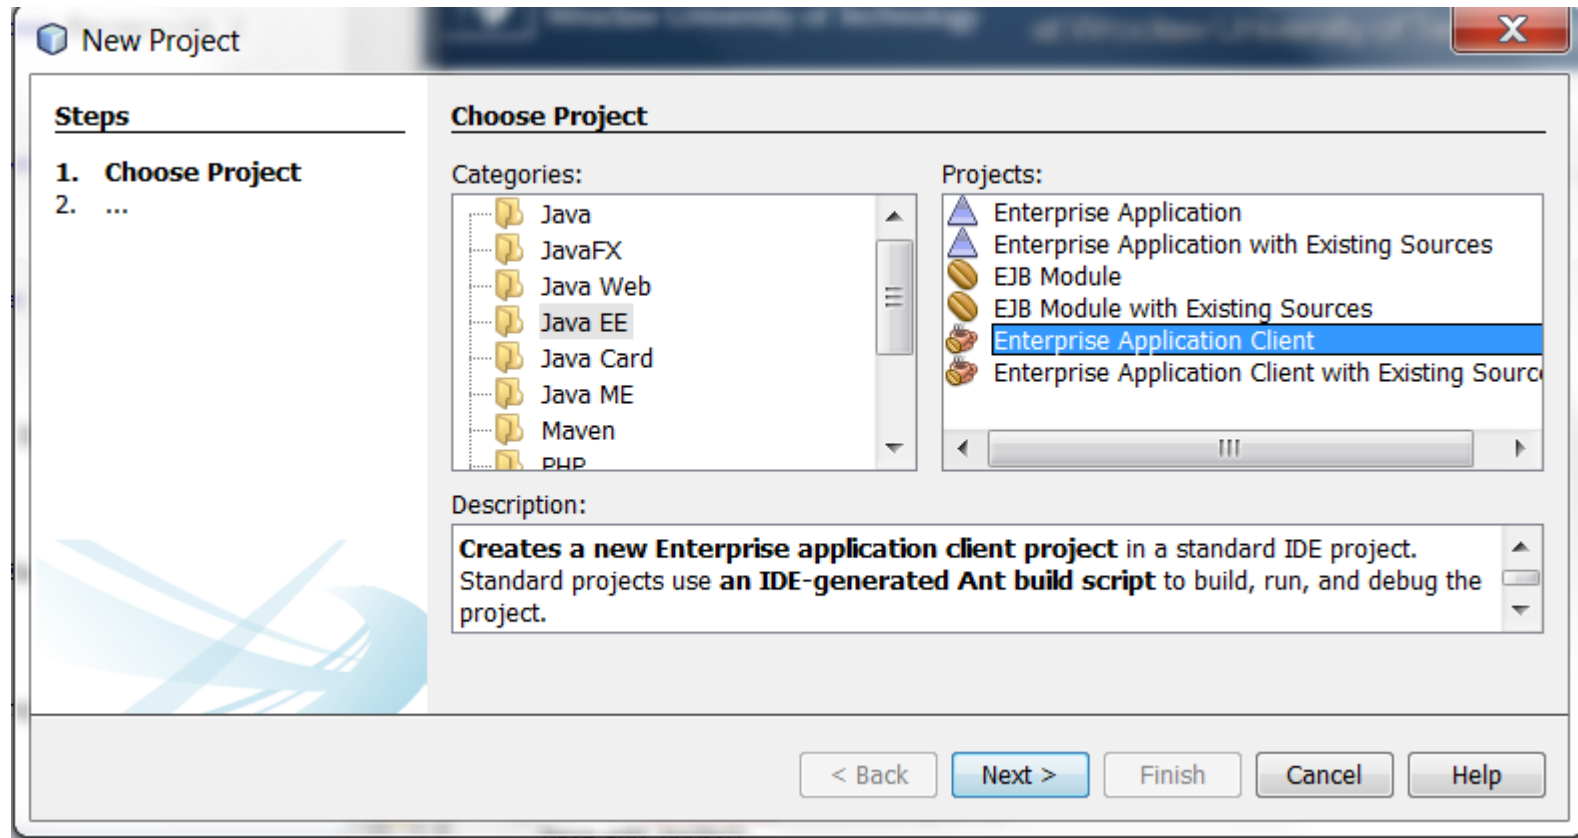 Wroclaw University of Technology
New Project
X
Steps
1. Choose Project
2. ...
Choose Project
Categories:
Java
JavaFX
Java Web
Java EE
Java Card
Java ME
Maven
PHP
Projects:
Enterprise Application
Enterprise Application with Existing Sources
EJB Module
EJB Module with Existing Sources
Enterprise Application Client
Enterprise Application Client with Existing Sourc
Description:
Creates a new Enterprise application client project in a standard IDE project.
Standard projects use an IDE-generated Ant build script to build, run, and debug the
project.
< Back
Next >
Finish
Cancel
Help